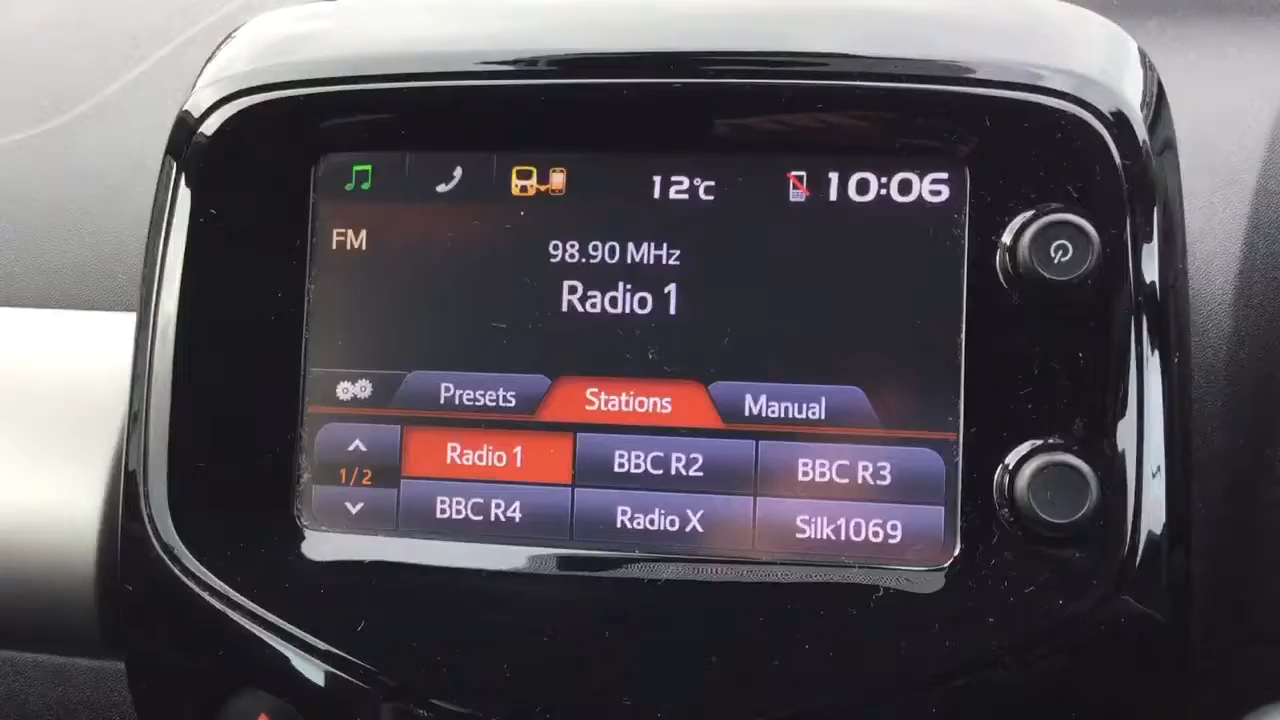 12°C 10:06
FM
98.90 MHz
Radio 1
Presets Stations Manual
1/2
Radio 1 BBC R2 BBC R3
BBC R4 Radio X Silk1069